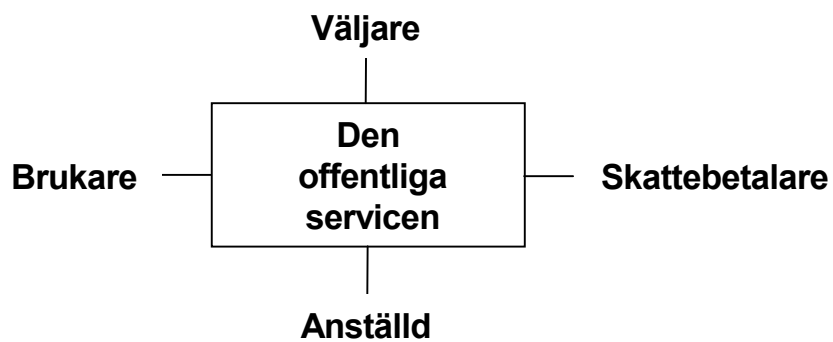 Väljare
Brukare
Den
offentliga
servicen
Skattebetalare
Anställd